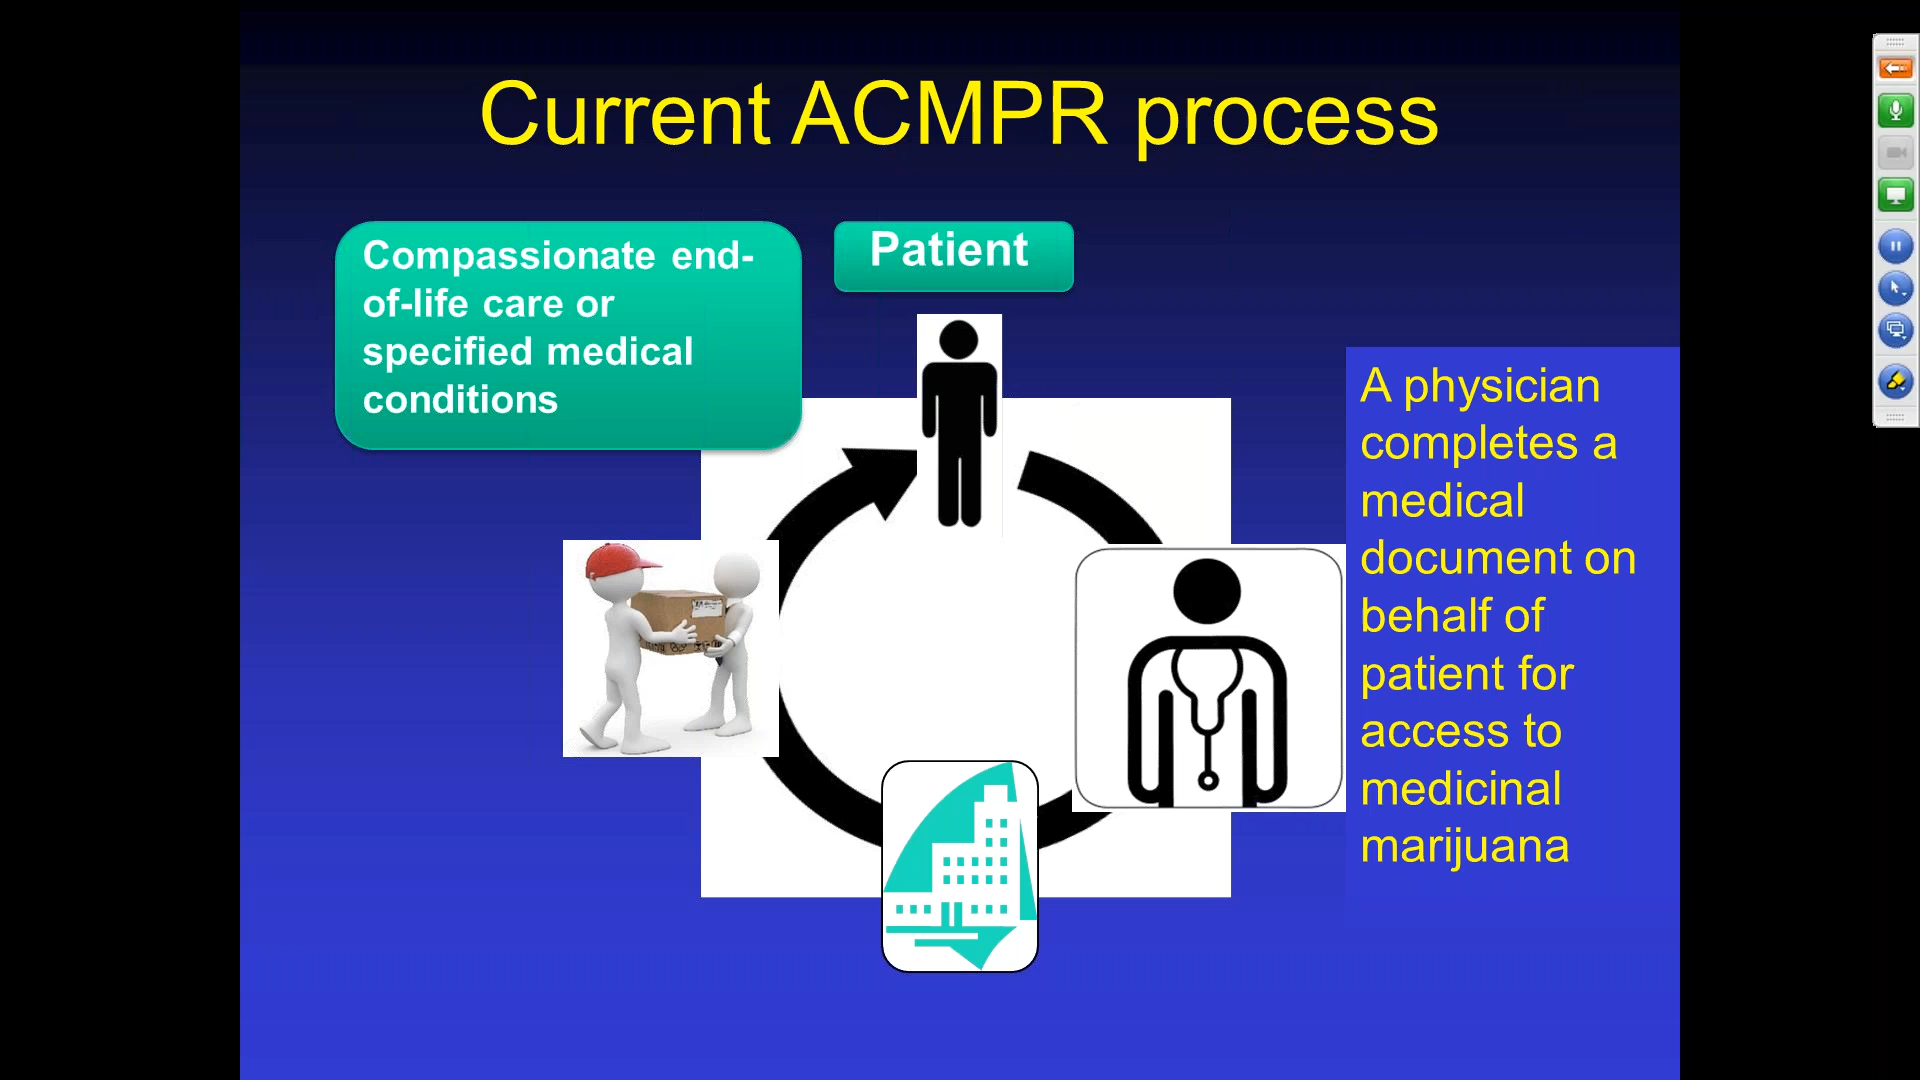 Current ACMPR process
Compassionate end-
of-life care or
specified medical
conditions
Patient
A physician
completes a
medical
document on
behalf of
patient for
access to
medicinal
marijuana